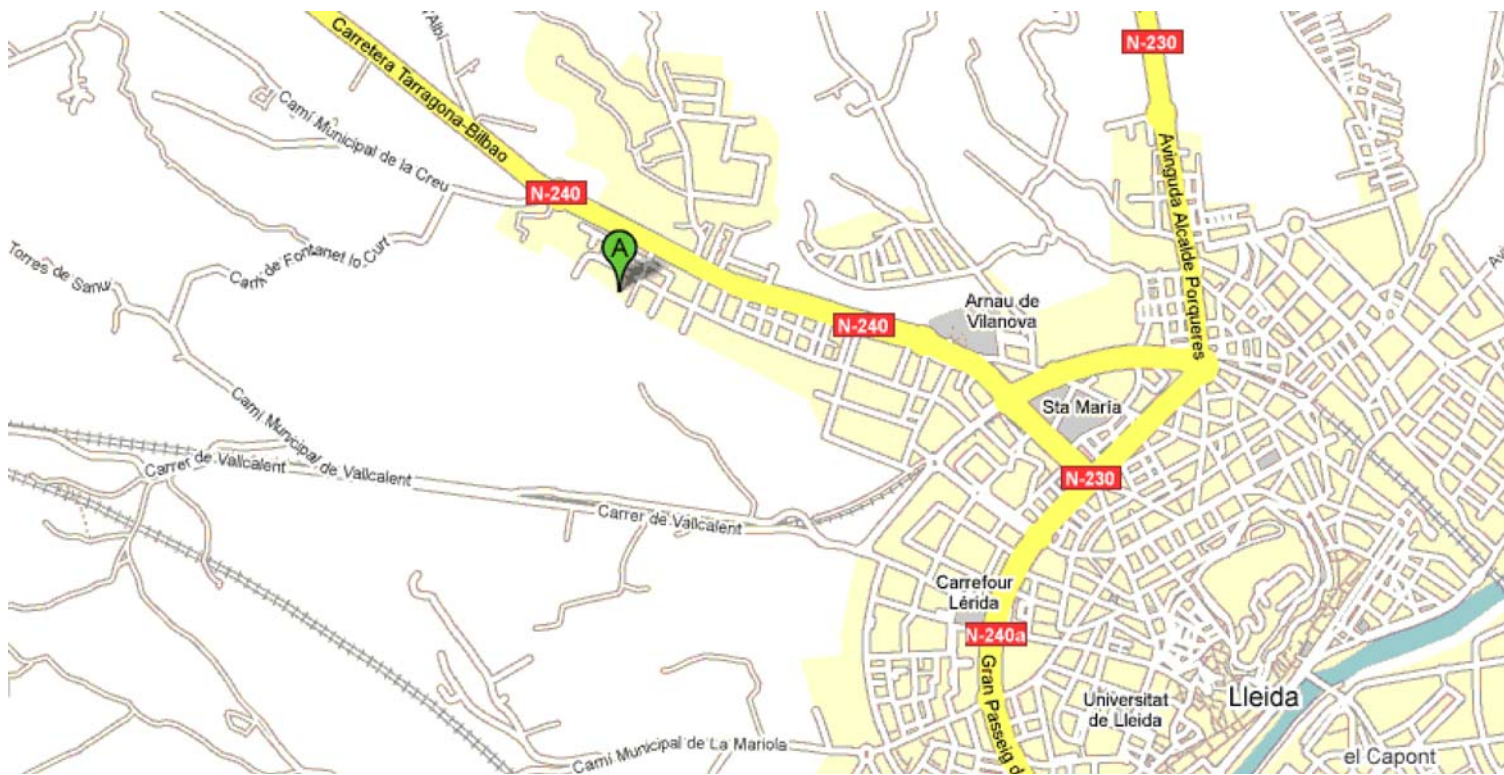 Albi
N-230
Carretera Tarragona-Bilbao
Camí Municipal de la Creu
N-240
Avinguda Alcalde Porqueres
A
Camí de Fontanet lo Curt
Torres de Sanui
N-240
Arnau de
Vilanova
Sta María
Camí Municipal de Vallcalent
Carrer de Vallcalent
N-230
Carrer de Vallcalent
Carrefour
Lérida
N-240a
Gran Passeig d
Universitat
de Lleida
Lleida
Camí Municipal de La Mariola
el Capont